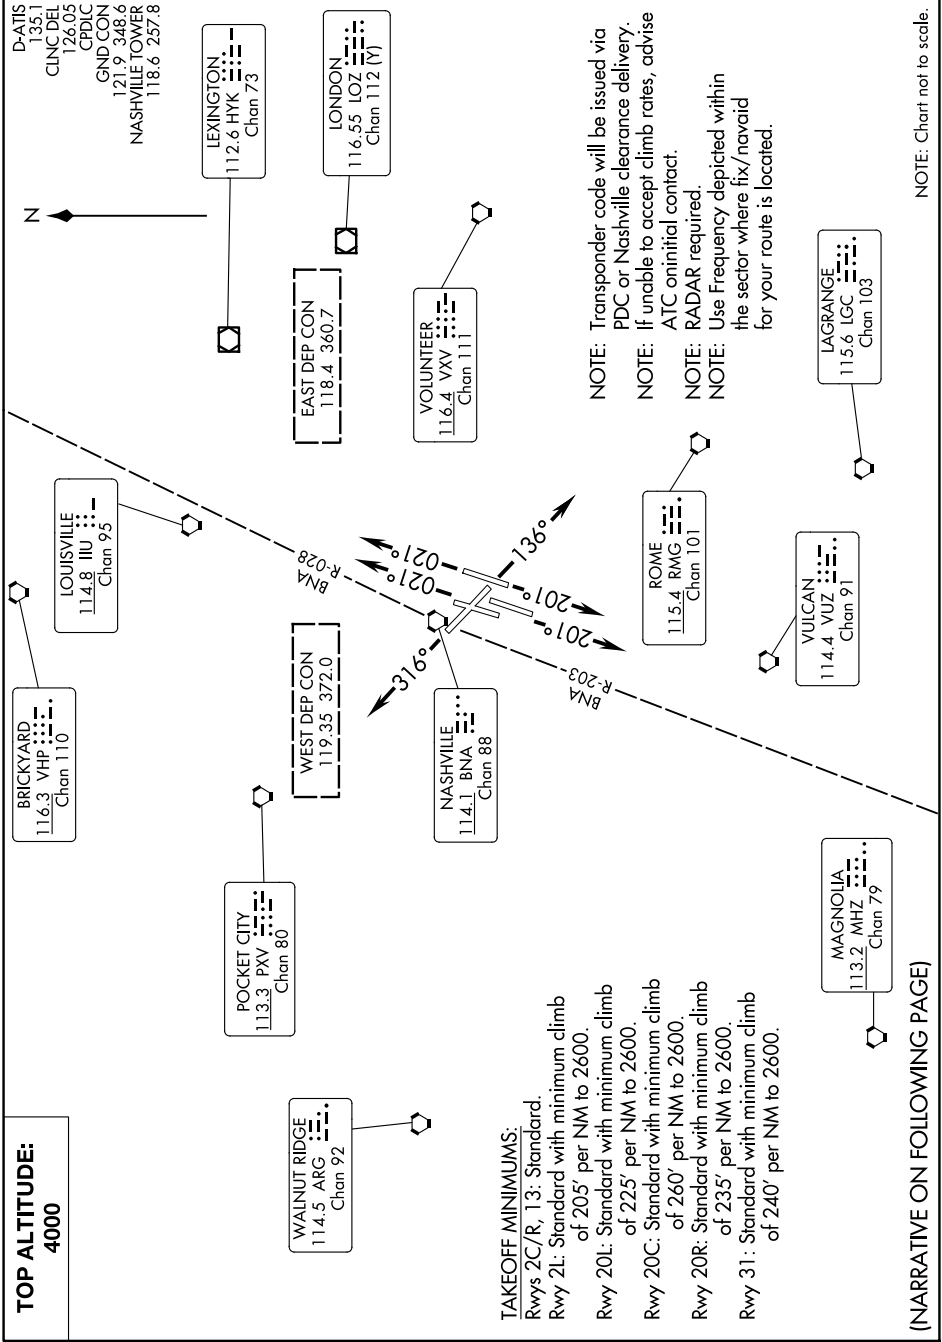 TOP ALTITUDE:
4000
D-ATIS
135.1
CLNC DEL
126.05
CPDLC
GND CON
121.9 348.6
NASHVILLE TOWER
118.6 257.8
BRICKYARD
116.3 VHP
Chan 110
LOUISVILLE
114.8 IIU
Chan 95
LEXINGTON
112.6 HYK
Chan 73
N
POCKET CITY
113.3 PXV
Chan 80
LONDON
116.55 LOZ
Chan 112 (Y)
WALNUT RIDGE
114.5 ARG
Chan 92
WEST DEP CON
119.35 372.0
BNA
R-028
EAST DEP CON
118.4 360.7
VOLUNTEER
116.4 VXV
Chan 111
NASHVILLE
114.1 BNA
Chan 88
316°
021°
021°
136°
201°
201°
BNA
R-203
TAKEOFF MINIMUMS:
Rwys 2C/R, 13: Standard.
Rwy 2L: Standard with minimum climb
of 205' per NM to 2600.
Rwy 20L: Standard with minimum climb
of 225' per NM to 2600.
Rwy 20C: Standard with minimum climb
of 260' per NM to 2600.
Rwy 20R: Standard with minimum climb
of 235' per NM to 2600.
Rwy 31: Standard with minimum climb
of 240' per NM to 2600.
ROME
115.4 RMG
Chan 101
NOTE: Transponder code will be issued via
PDC or Nashville clearance delivery.
NOTE: If unable to accept climb rates, advise
ATC oninitial contact.
NOTE: RADAR required.
NOTE: Use Frequency depicted within
the sector where fix/navaid
for your route is located.
MAGNOLIA
113.2 MHZ
Chan 79
VULCAN
114.4 VUZ
Chan 91
LAGRANGE
115.6 LGC
Chan 103
(NARRATIVE ON FOLLOWING PAGE)
NOTE: Chart not to scale.